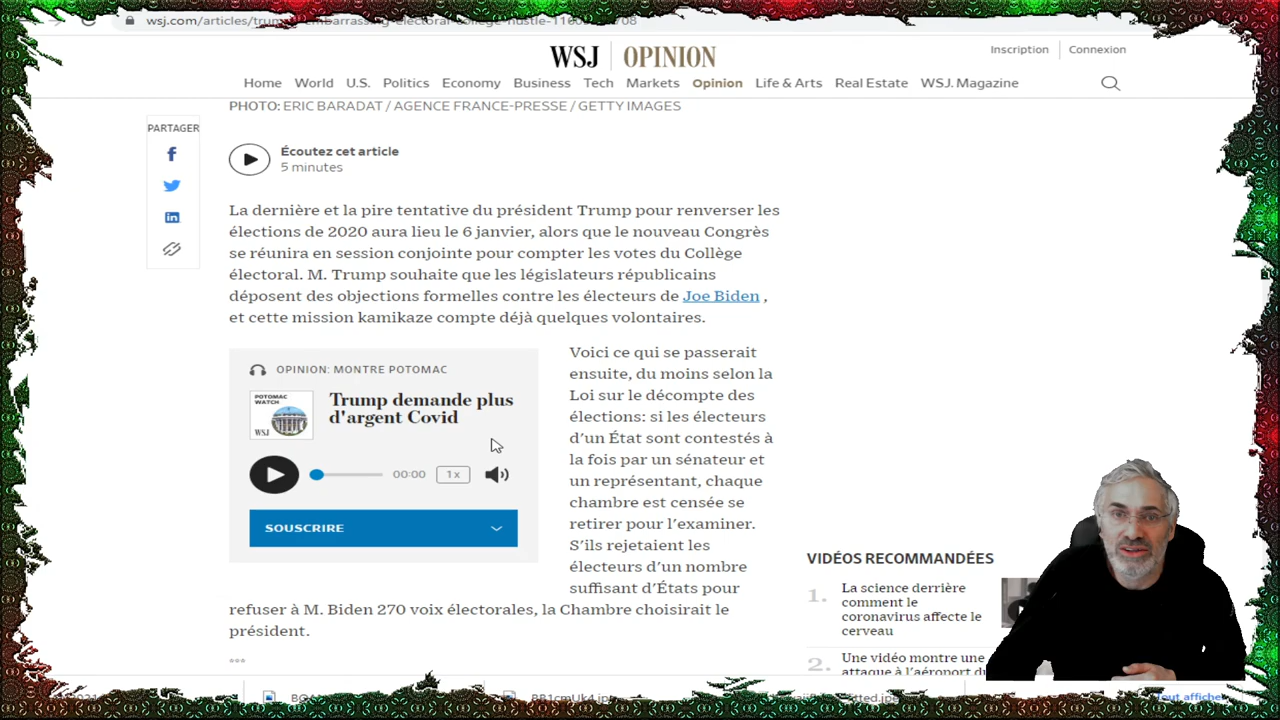 wsj.com/articles/trum
WSJ OPINION
Inscription
Connexion
Home World U.S. Politics Economy Business Tech Markets Opinion Life & Arts Real Estate WSJ. Magazine
PHOTO: ERIC BARADAT / AGENCE FRANCE-PRESSE / GETTY IMAGES
PARTAGER
Écoutez cet article
5 minutes
La dernière et la pire tentative du président Trump pour renverser les
élections de 2020 aura lieu le 6 janvier, alors que le nouveau Congrès
se réunira en session conjointe pour compter les votes du Collège
électoral. M. Trump souhaite que les législateurs républicains
déposent des objections formelles contre les électeurs de Joe Biden ,
et cette mission kamikaze compte déjà quelques volontaires.
OPINION: MONTRE POTOMAC
POTOMAC
WATCH
WSJ
Trump demande plus
d'argent Covid
00:00
1x
SOUSCRIRE
Voici ce qui se passerait
ensuite, du moins selon la
Loi sur le décompte des
élections: si les électeurs
d'un État sont contestés à
la fois par un sénateur et
un représentant, chaque
chambre est censée se
retirer pour l'examiner.
S'ils rejetaient les
électeurs d'un nombre
suffisant d'États pour
refuser à M. Biden 270 voix électorales, la Chambre choisirait le
président.
***
VIDÉOS RECOMMANDÉES
1.
La science derrière
comment le
coronavirus affecte le
cerveau
2.
Une vidéo montre une
attaque à l'aéroport
Tout affiche